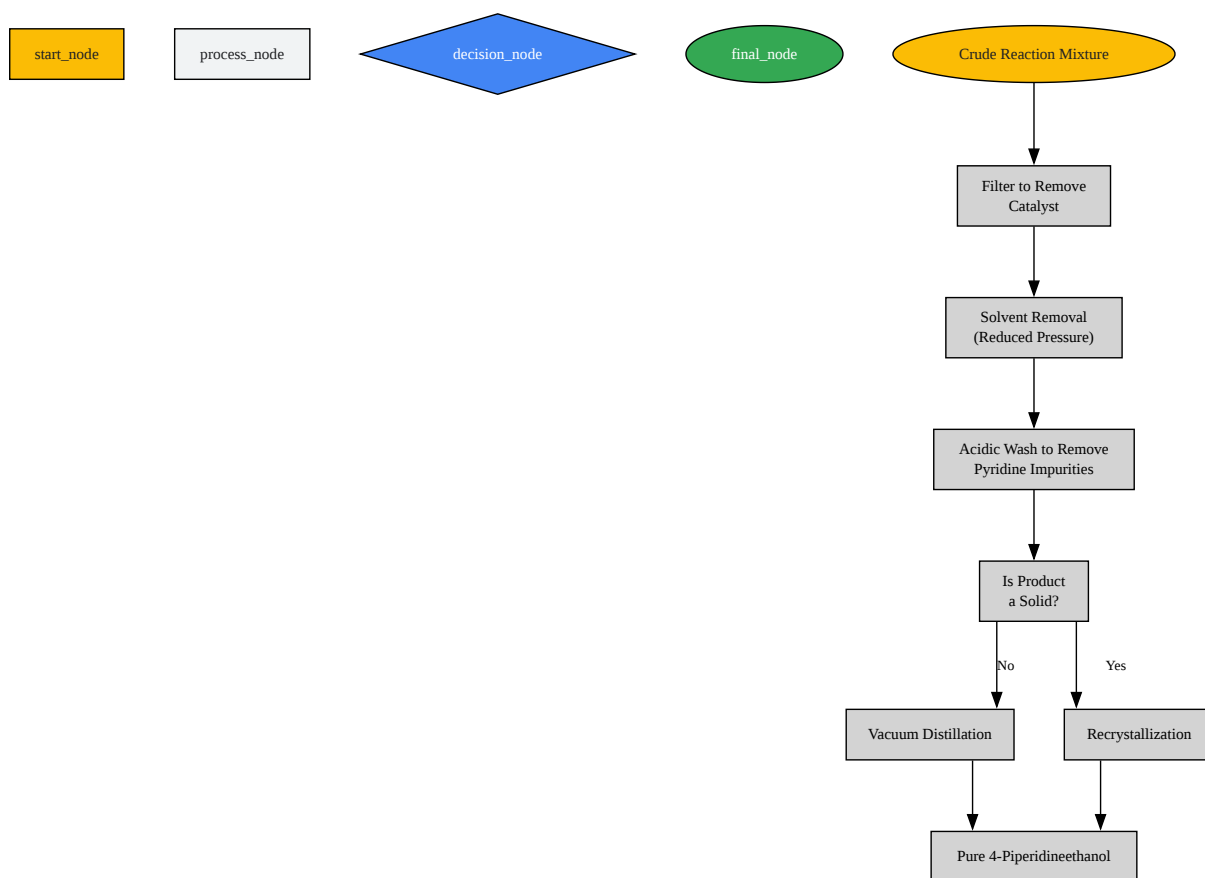 start_node
process_node
decision_node
final_node
Crude Reaction Mixture
Filter to Remove
Catalyst
Solvent Removal
(Reduced Pressure)
Acidic Wash to Remove
Pyridine Impurities
Is Product
a Solid?
No
Yes
Vacuum Distillation
Recrystallization
Pure 4-Piperidineethanol